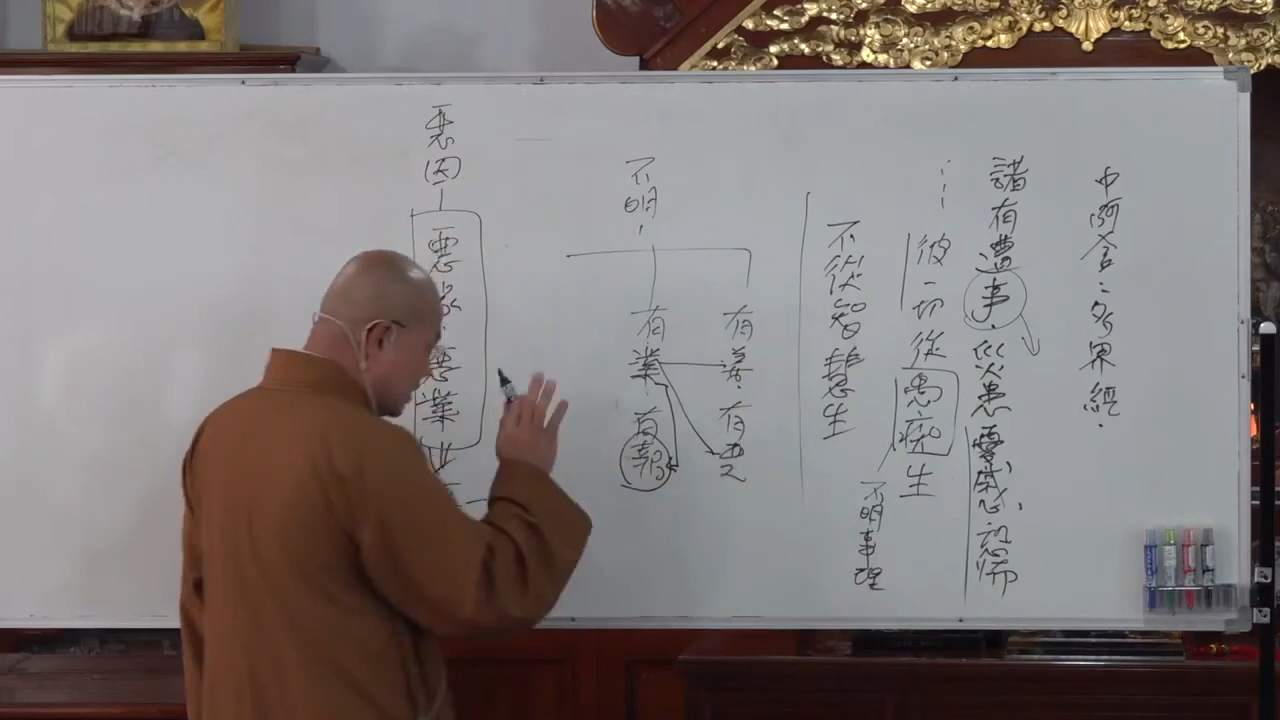 中阿含:多界經.
諸有遭事.災患憂慼.恐怖
……彼一切從愚癡生
不明事理
不從智慧生
不明
有善.有惡
有業.有報
惡因
惡業